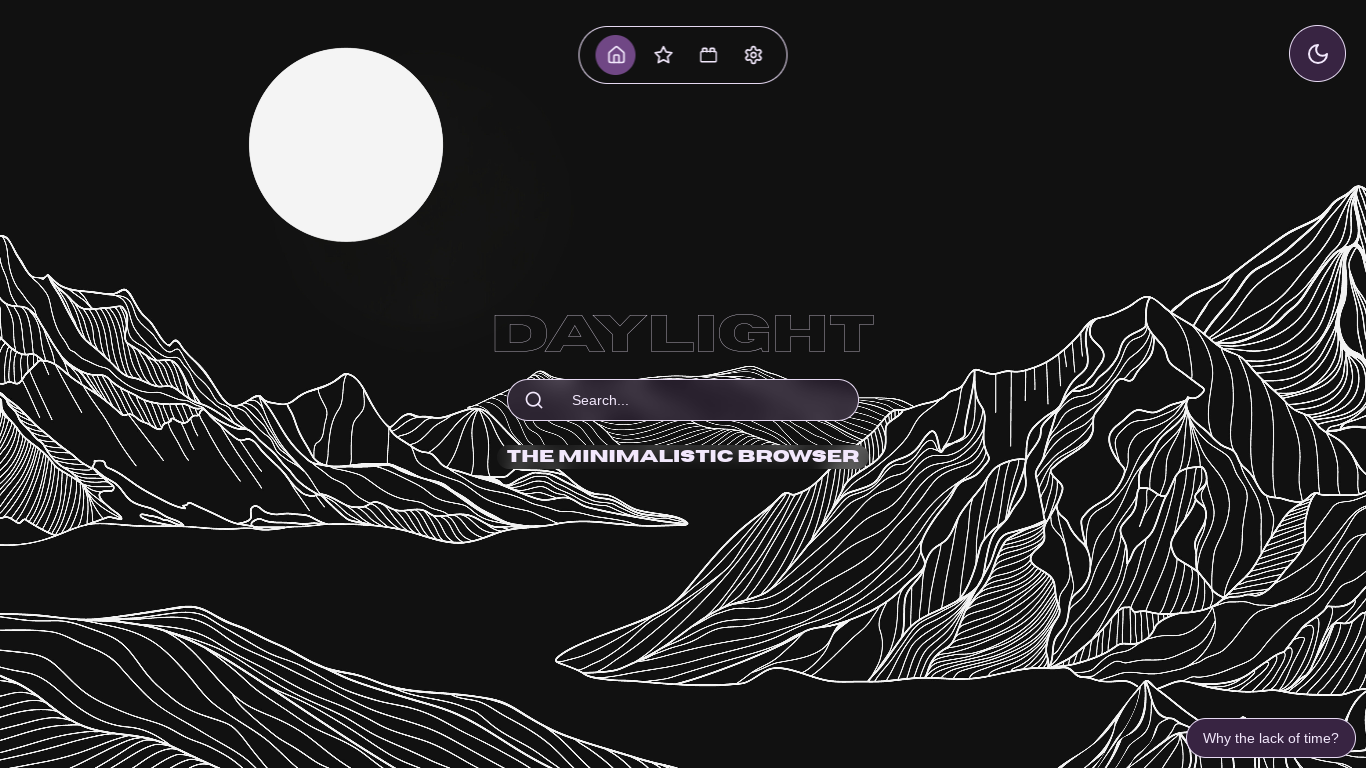 DAYLIGHT
Search...
THE MINIMALISTIC BROWSER
Why the lack of time?